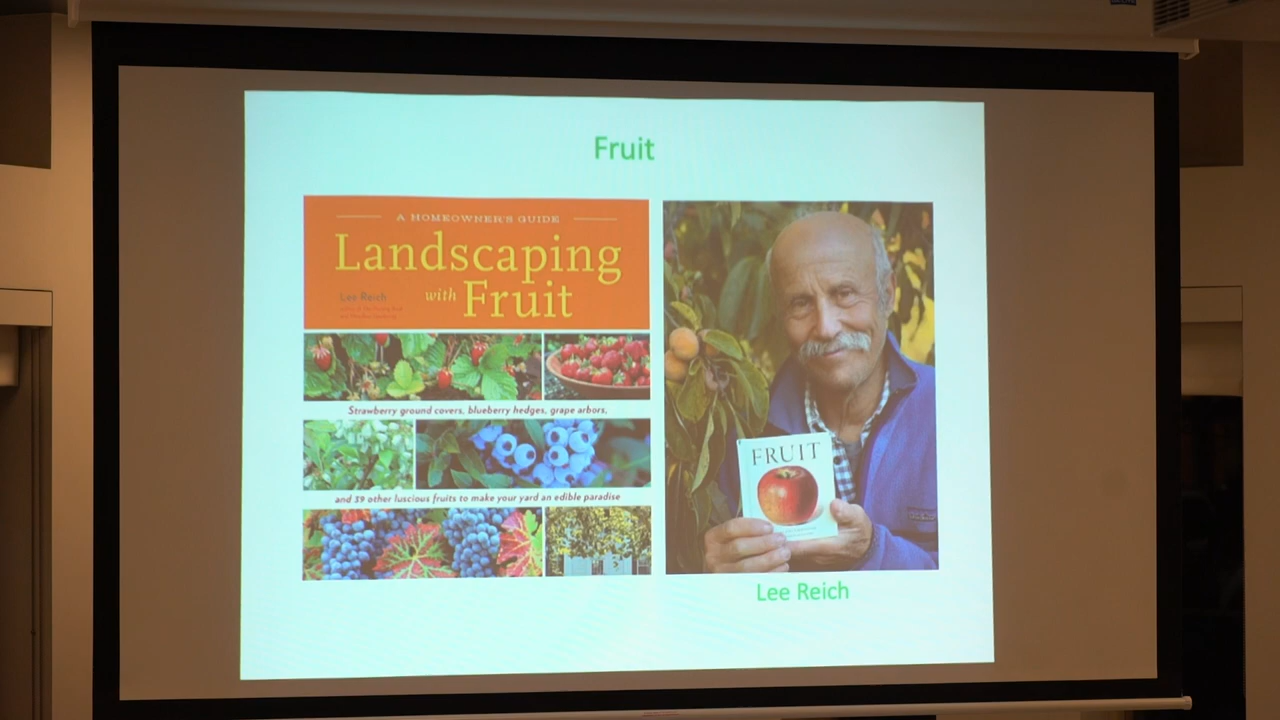 Fruit
A HOMEOWNER'S GUIDE
Landscaping
with Fruit
Lee Reich
Strawberry ground covers, blueberry hedges, grape arbors,
and 39 other luscious fruits to make your yard an edible paradise
FRUIT
Lee Reich